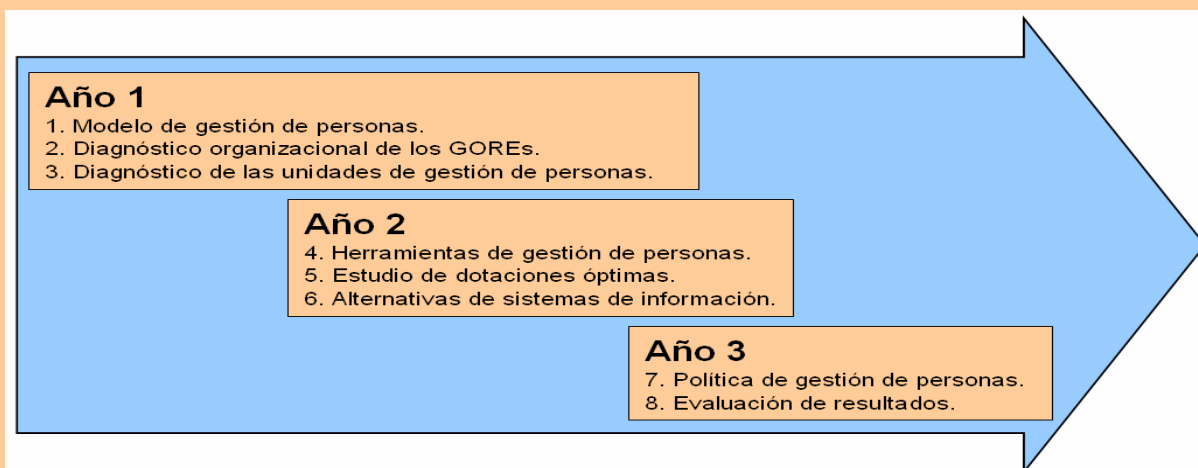 Año 1
1. Modelo de gestión de personas.
2. Diagnóstico organizacional de los GOREs.
3. Diagnóstico de las unidades de gestión de personas.
Año 2
4. Herramientas de gestión de personas.
5. Estudio de dotaciones óptimas.
6. Alternativas de sistemas de información.
Año 3
7. Política de gestión de personas.
8. Evaluación de resultados.